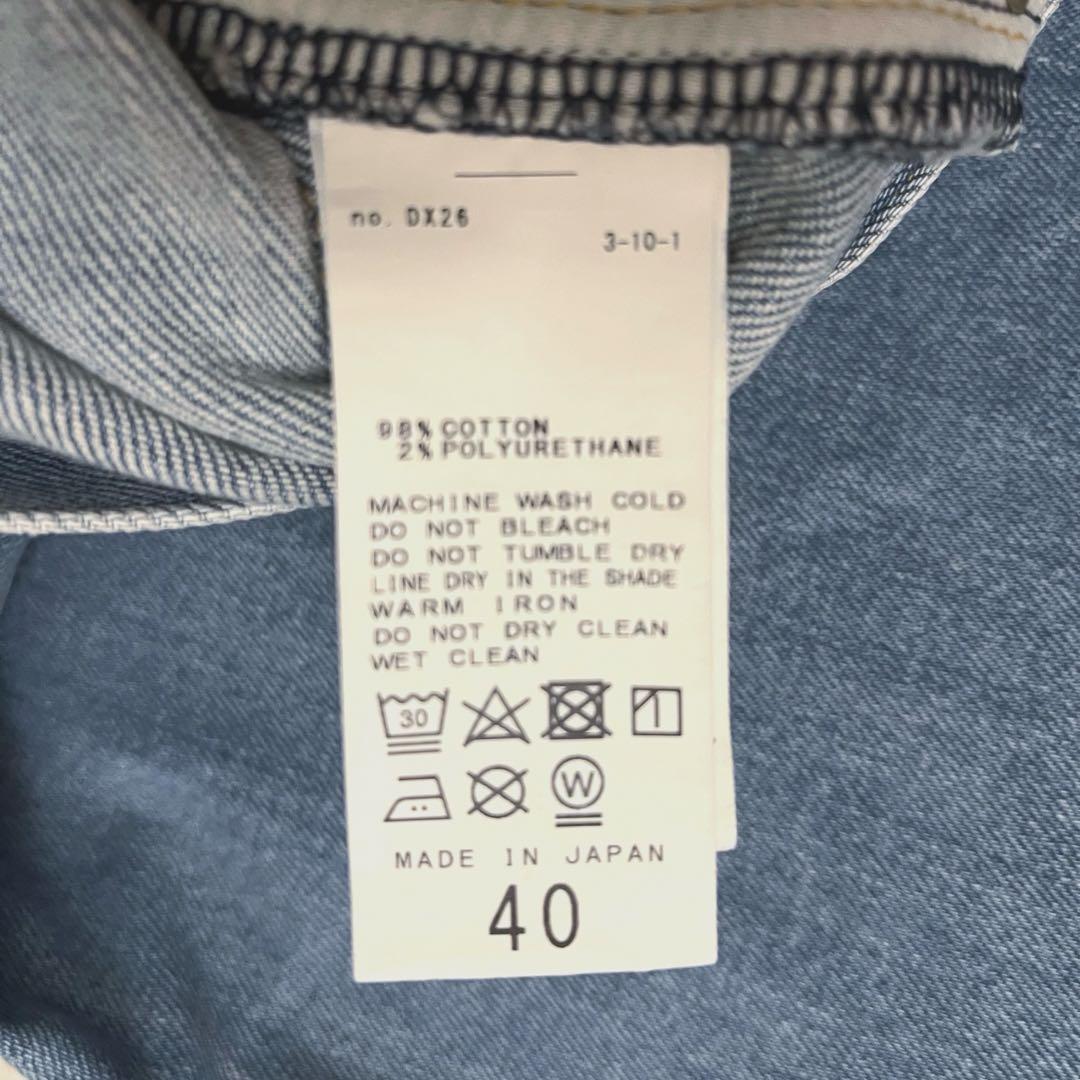 no. DX26
3-10-1
98% COTTON
2% POLYURETHANE
MACHINE WASH COLD
DO NOT BLEACH
DO NOT TUMBLE DRY
LINE DRY IN THE SHADE
WARM IRON
DO NOT DRY CLEAN
WET CLEAN
30
W
MADE IN JAPAN
40